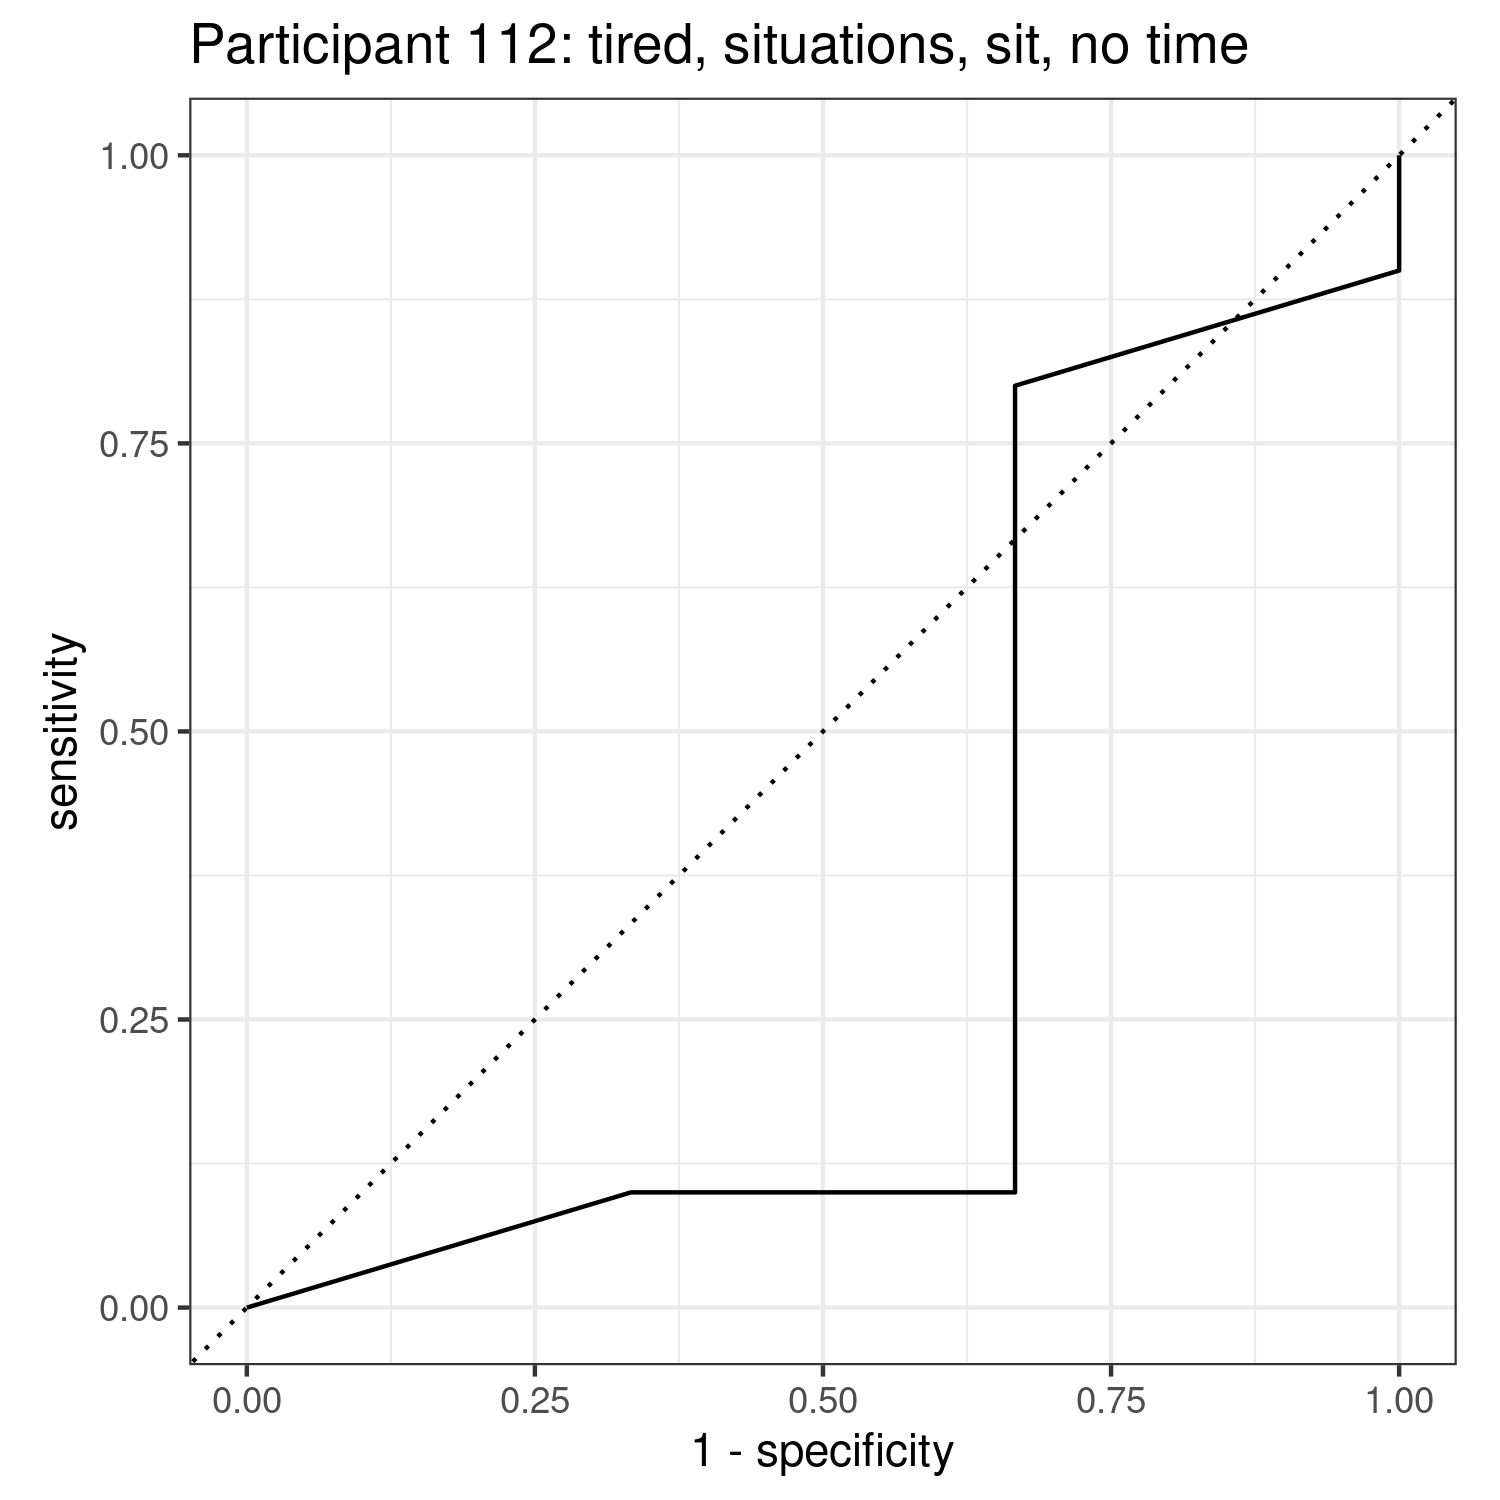 Participant 112: tired, situations, sit, no time
1.00
0.75
0.50
0.25
0.00
sensitivity
0.00 0.25 0.50 0.75 1.00
1 - specificity